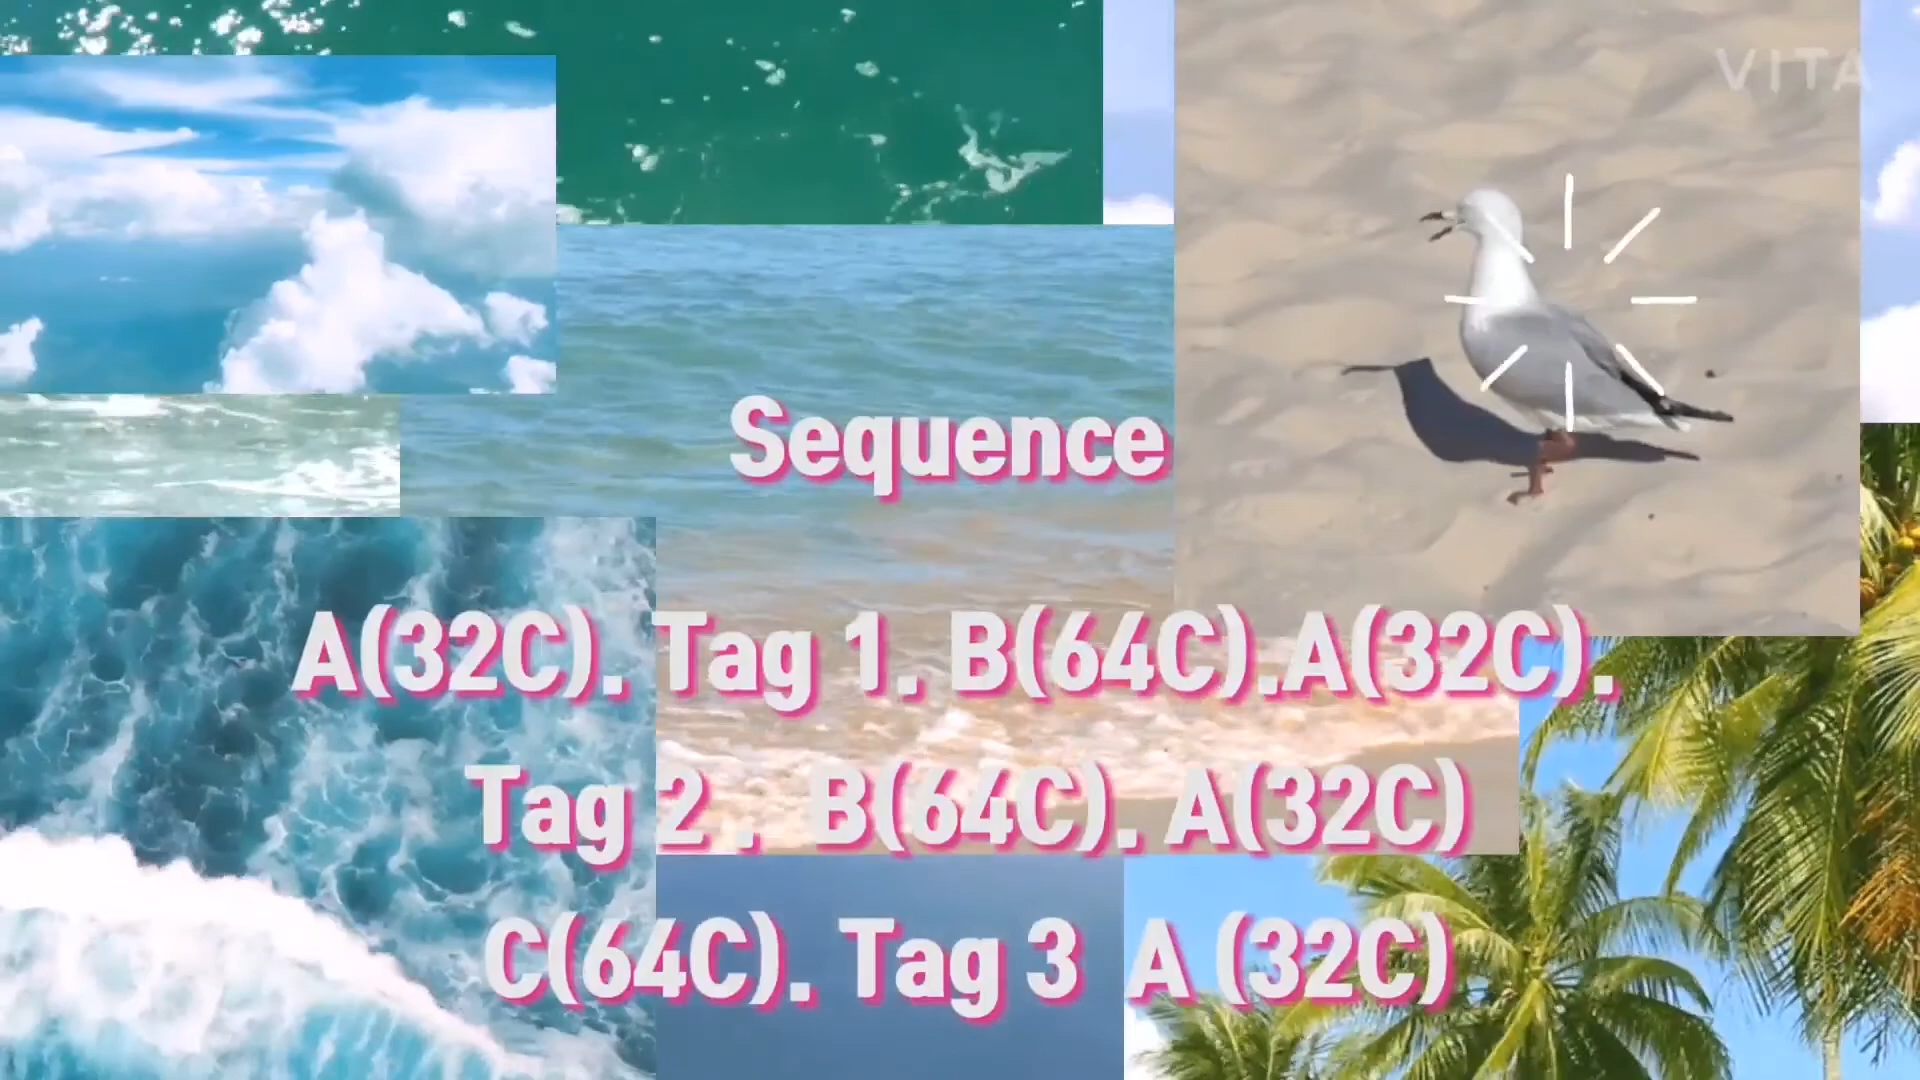 VITA
Sequence
A(32C). Tag 1. B(64C).A(32C).
Tag 2 . B(64C). A(32C)
C(64C). Tag 3 A (32C)